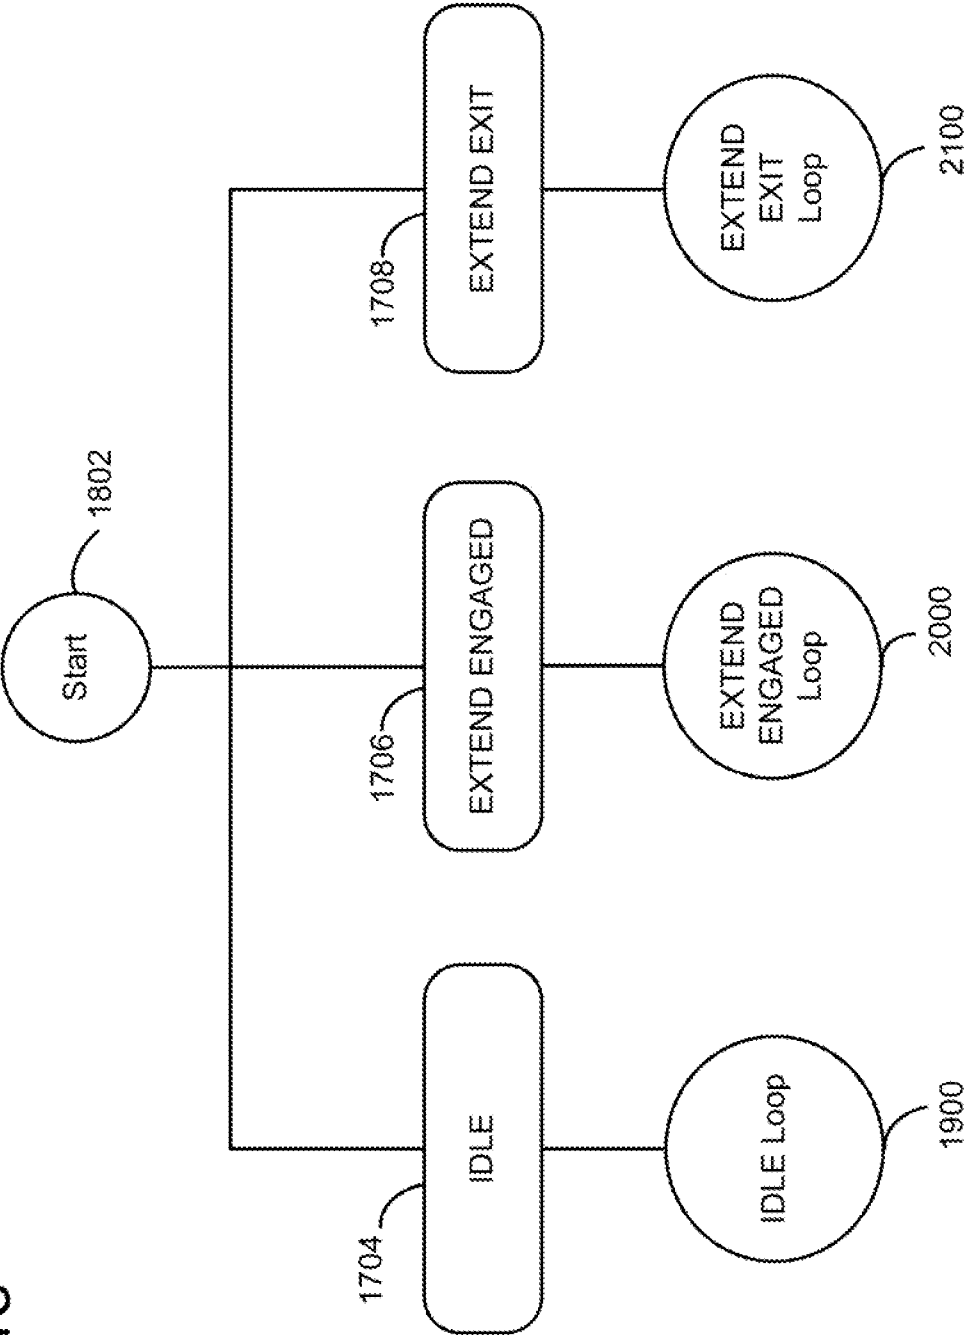 Start
1802
1704
IDLE
1706
EXTEND ENGAGED
1708
EXTEND EXIT
IDLE Loop
1900
EXTEND
ENGAGED
Loop
2000
EXTEND
EXIT
Loop
2100